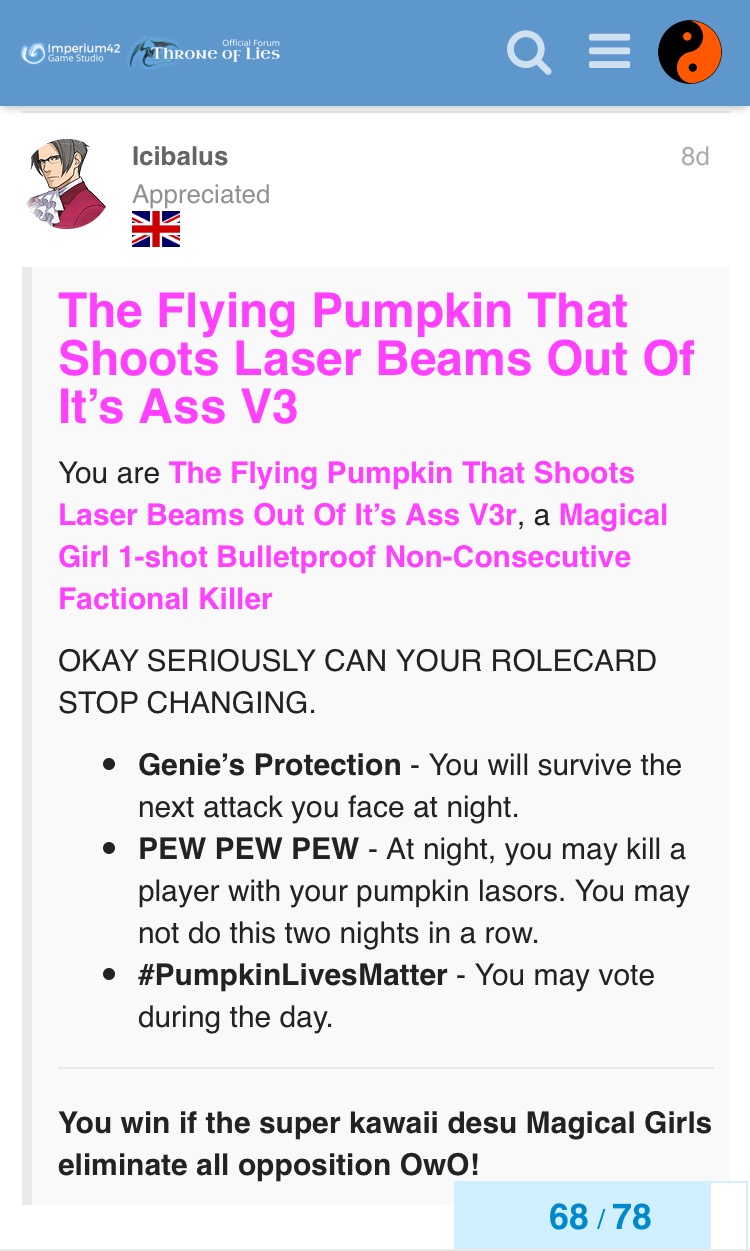 Imperium42
Game Studio
Official Forum
Throne of Lies
Icibalus
8d
Appreciated
The Flying Pumpkin That
Shoots Laser Beams Out Of
It’s Ass V3
You are The Flying Pumpkin That Shoots
Laser Beams Out Of It’s Ass V3r, a Magical
Girl 1-shot Bulletproof Non-Consecutive
Factional Killer
OKAY SERIOUSLY CAN YOUR ROLECARD
STOP CHANGING.
• Genie’s Protection - You will survive the
next attack you face at night.
• PEW PEW PEW - At night, you may kill a
player with your pumpkin lasors. You may
not do this two nights in a row.
• #PumpkinLivesMatter - You may vote
during the day.
You win if the super kawaii desu Magical Girls
eliminate all opposition OwO!
68 / 78